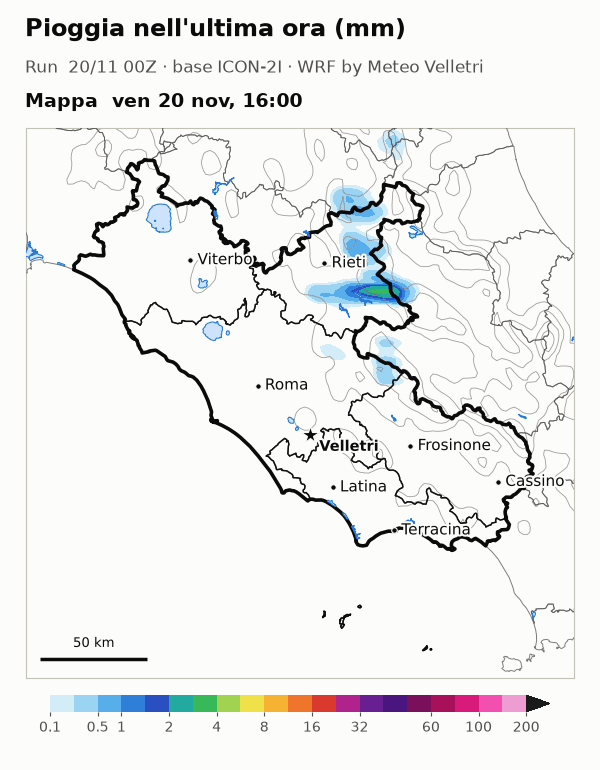 Pioggia nell'ultima ora (mm)
Run  20/11 00Z · base ICON-2I · WRF by Meteo Velletri
Mappa  ven 20 nov, 16:00
Viterbo
Rieti
Roma
Velletri
Frosinone
Latina
Cassino
Terracina
50 km
0.1 0.5 1 2 4 8 16 32 60 100 200